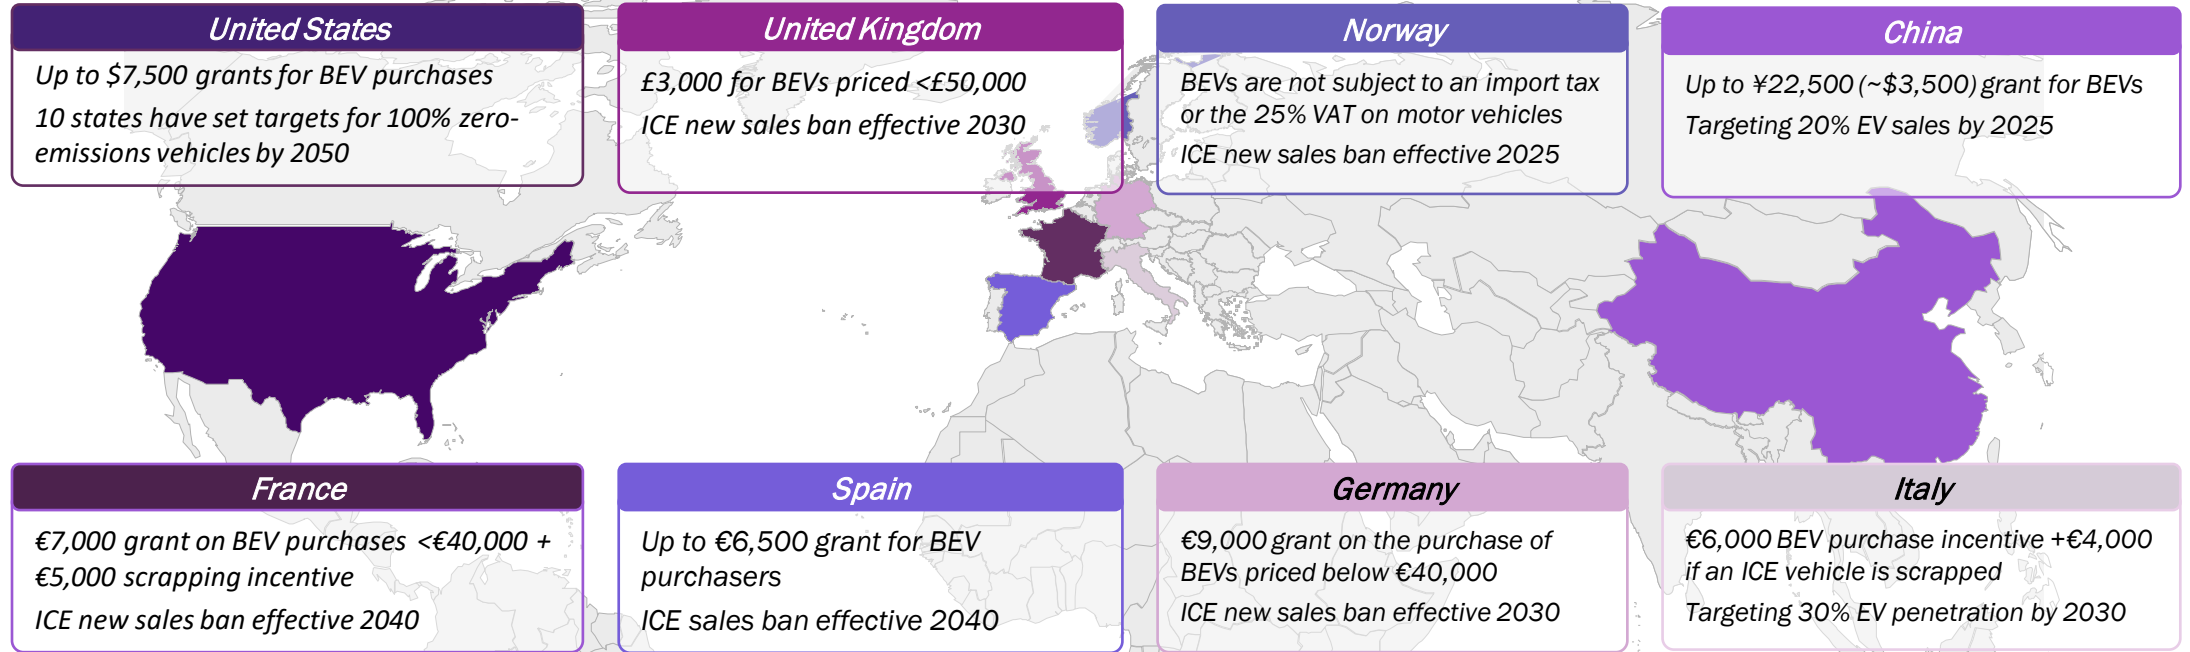 United States
Up to $7,500 grants for BEV purchases
10 states have set targets for 100% zero-
emissions vehicles by 2050
United Kingdom
£3,000 for BEVs priced <£50,000
ICE new sales ban effective 2030
Norway
BEVs are not subject to an import tax
or the 25% VAT on motor vehicles
ICE new sales ban effective 2025
China
Up to ¥22,500 (~$3,500) grant for BEVs
Targeting 20% EV sales by 2025
France
€7,000 grant on BEV purchases <€40,000 +
€5,000 scrapping incentive
ICE new sales ban effective 2040
Spain
Up to €6,500 grant for BEV
purchasers
ICE sales ban effective 2040
Germany
€9,000 grant on the purchase of
BEVs priced below €40,000
ICE new sales ban effective 2030
Italy
€6,000 BEV purchase incentive +€4,000
if an ICE vehicle is scrapped
Targeting 30% EV penetration by 2030